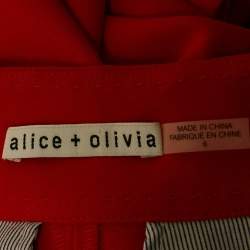 alice + olivia
MADE IN CHINA
FABRIQUÉ EN CHINE
6